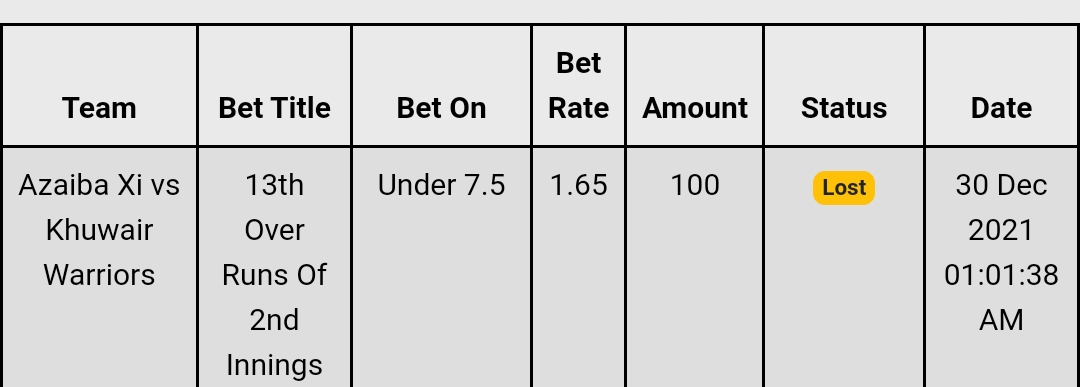 Team
Bet Title
Bet On
Bet
Rate
Amount
Status
Date
Azaiba Xi vs
Khuwair
Warriors
13th
Over
Runs Of
2nd
Innings
Under 7.5
1.65
100
Lost
30 Dec
2021
01:01:38
AM